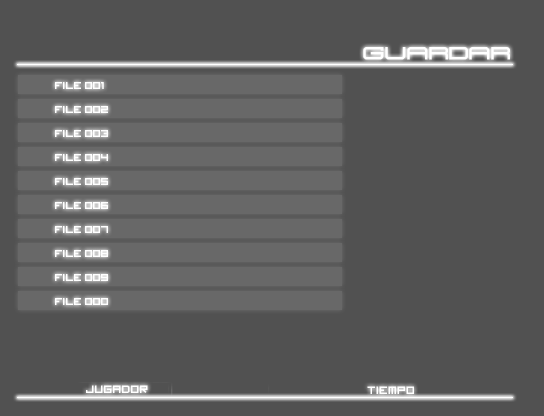 GUARDAR
FILE 001
FILE 002
FILE 003
FILE 004
FILE 005
FILE 006
FILE 007
FILE 008
FILE 009
FILE 000
JUGADOR TIEMPO